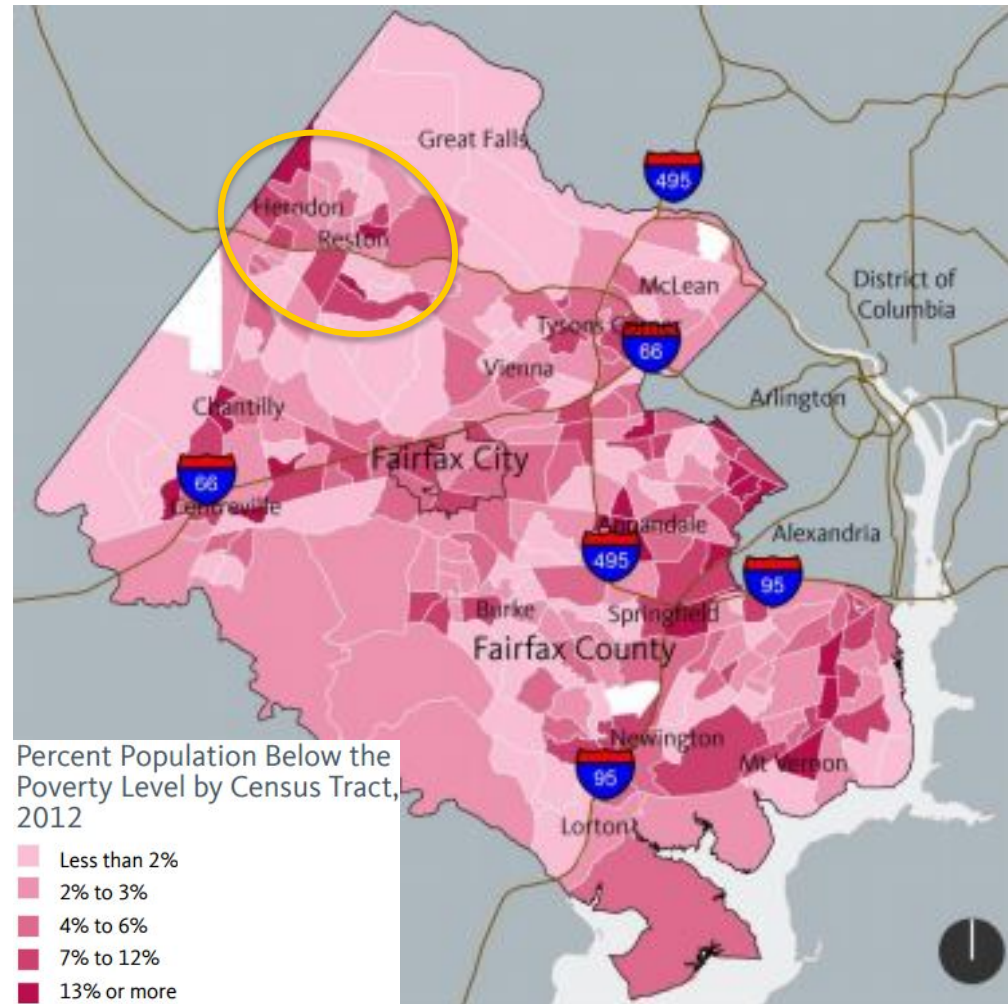 Great Falls
495
Herndon
Reston
McLean
District of
Columbia
Tysons Corner
66
Vienna
Arlington
Chantilly
Fairfax City
66
Centreville
Annandale
Alexandria
495
95
Burke
Springfield
Fairfax County
Newington
Mt Vernon
95
Lorton
Percent Population Below the
Poverty Level by Census Tract,
2012
Less than 2%
2% to 3%
4% to 6%
7% to 12%
13% or more